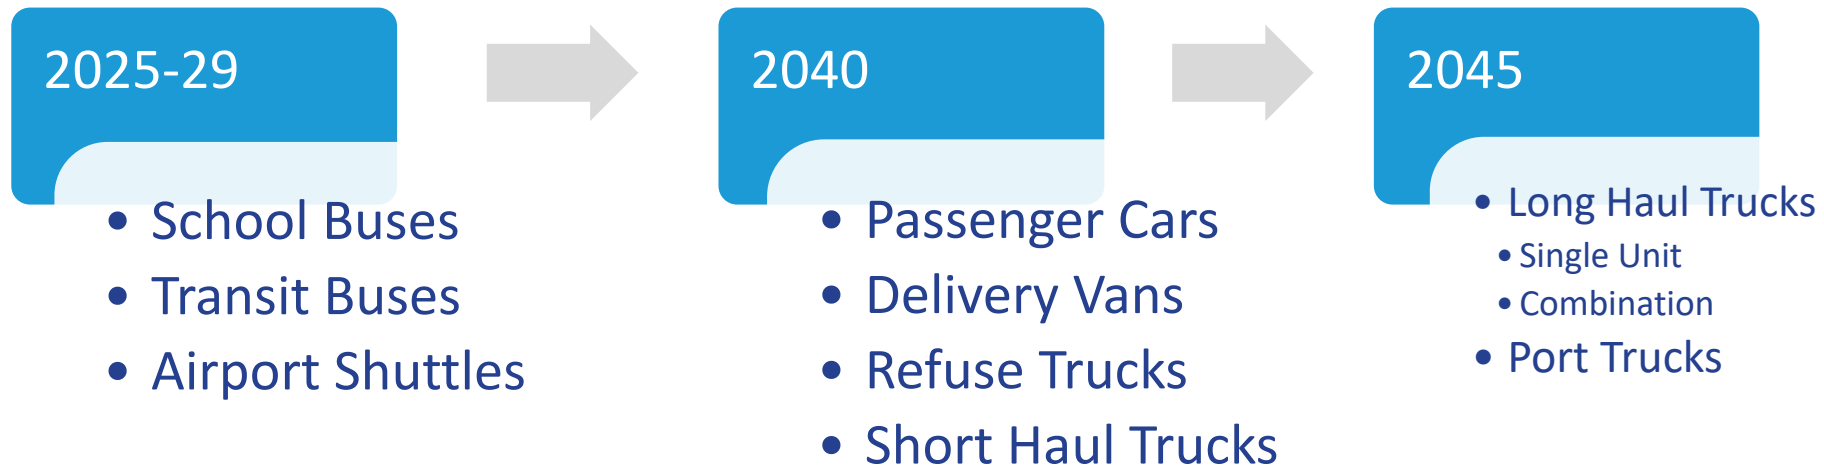 2025-29
• School Buses
• Transit Buses
• Airport Shuttles
2040
• Passenger Cars
• Delivery Vans
• Refuse Trucks
• Short Haul Trucks
2045
• Long Haul Trucks
• Single Unit
• Combination
• Port Trucks